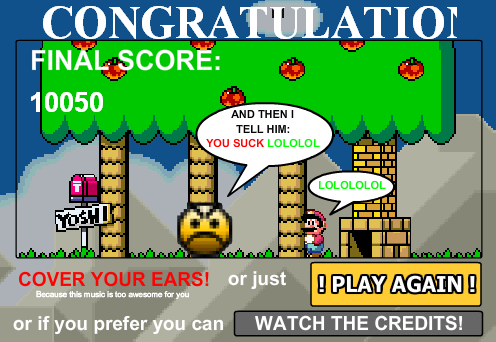 CONGRATULATION
FINAL SCORE:
10050
AND THEN I
TELL HIM:
YOU SUCK LOLOLOL
LOLOLOLOL
T
YOSHI
COVER YOUR EARS!
Because this music is too awesome for you
or just
! PLAY AGAIN !
or if you prefer you can
WATCH THE CREDITS!